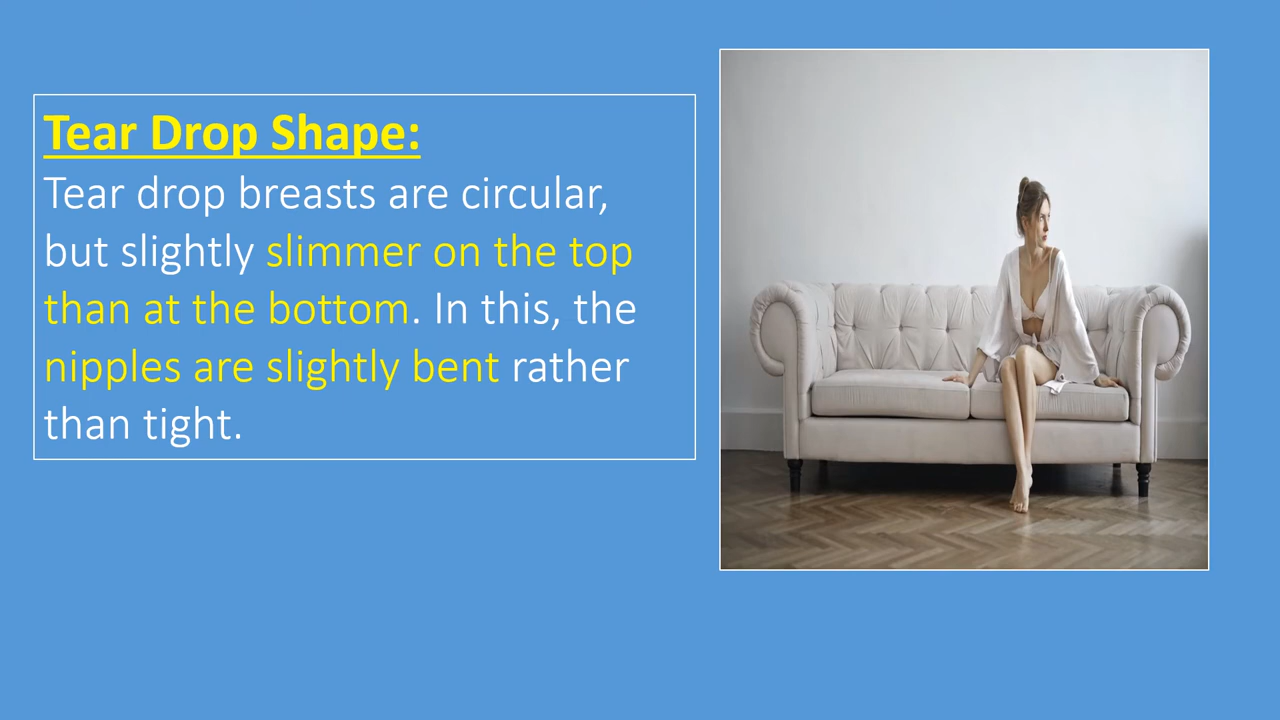 Tear Drop Shape:
Tear drop breasts are circular,
but slightly slimmer on the top
than at the bottom. In this, the
nipples are slightly bent rather
than tight.